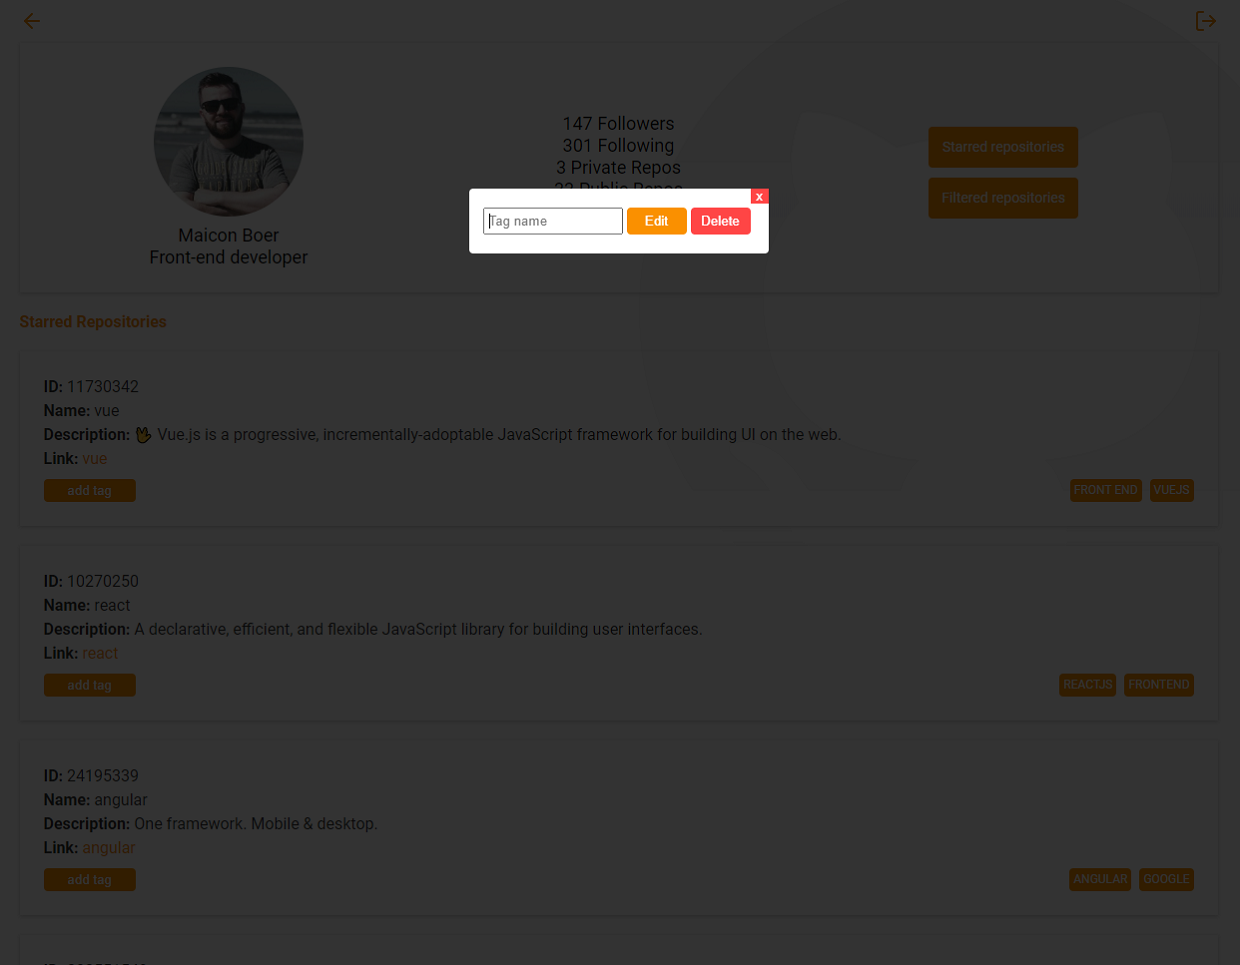 147 Followers
301 Following
3 Private Repos
Starred repositories
Filtered repositories
x
Tag name
Edit
Delete
Maicon Boer
Front-end developer
Starred Repositories
ID: 11730342
Name: vue
Description: 🖖 Vue.js is a progressive, incrementally-adoptable JavaScript framework for building UI on the web.
Link: vue
add tag
FRONT END VUEJS
ID: 10270250
Name: react
Description: A declarative, efficient, and flexible JavaScript library for building user interfaces.
Link: react
add tag
REACTJS FRONTEND
ID: 24195339
Name: angular
Description: One framework. Mobile & desktop.
Link: angular
add tag
ANGULAR GOOGLE